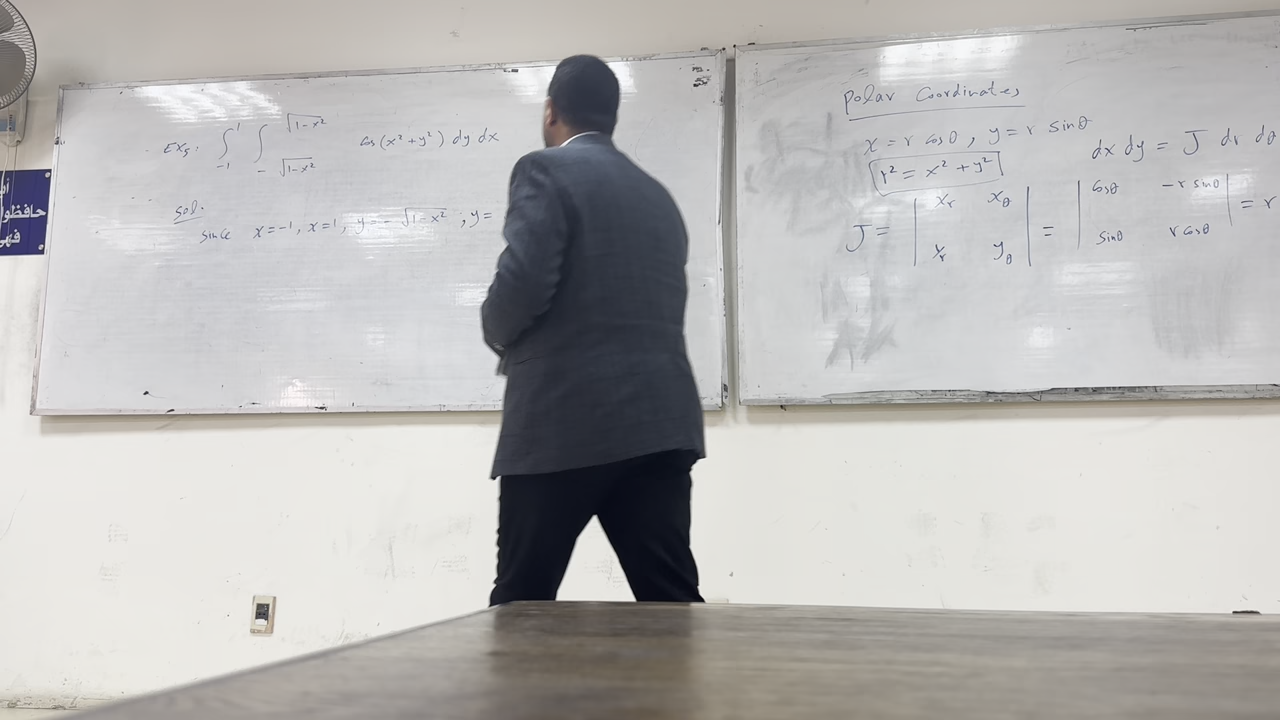 Ex5: ∫_{-1}^{1} ∫_{-√(1-x²)}^{√(1-x²)} cos(x²+y²) dy dx
Sol.
since x=-1, x=1, y=-√(1-x²), y=
Polar Coordinates
x = r cosθ, y = r sinθ
r² = x² + y²
dx dy = J dr dθ
J = | x_r x_θ | = | cosθ -r sinθ | = r
| y_r y_θ | | sinθ r cosθ |
حافظوا